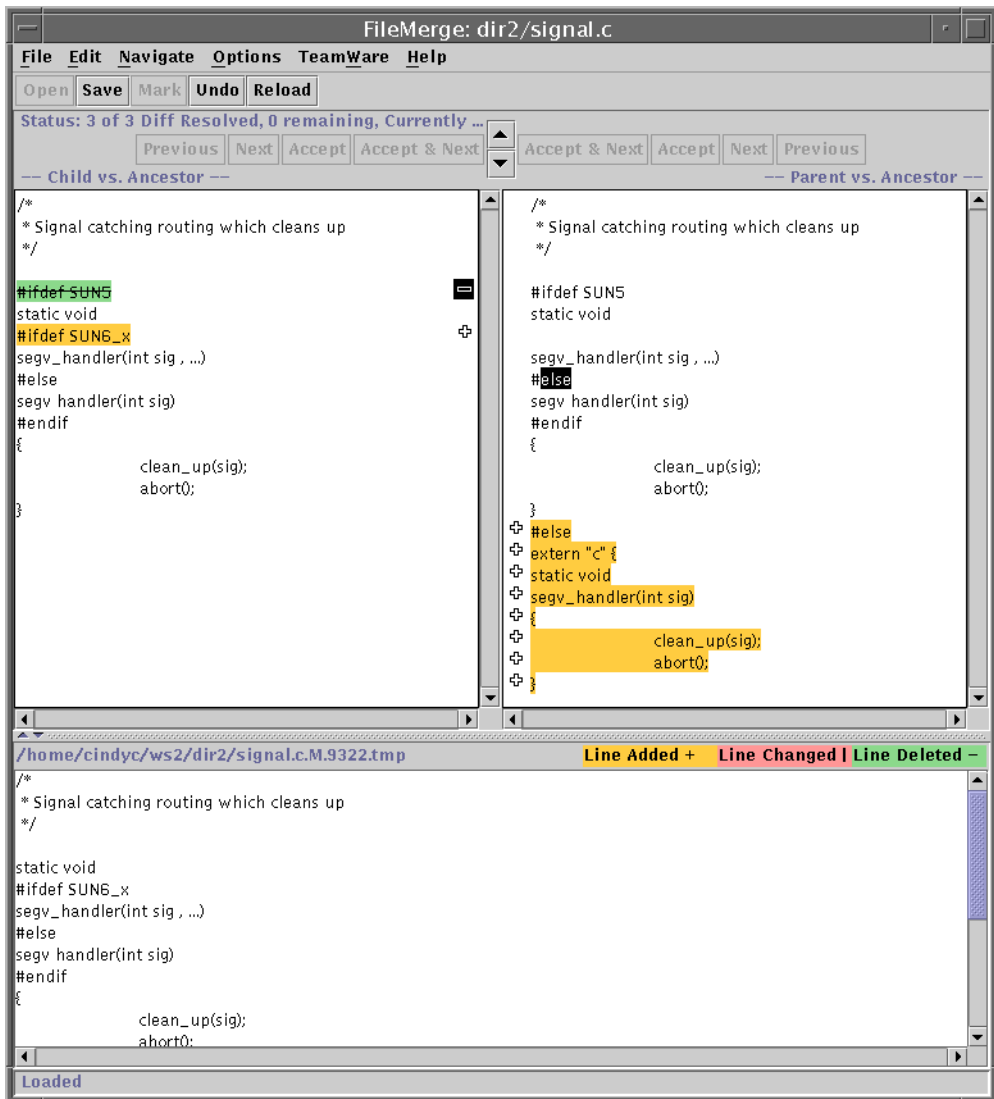 FileMerge: dir2/signal.c
File Edit Navigate Options TeamWare Help
Open Save Mark Undo Reload
Status: 3 of 3 Diff Resolved, 0 remaining, Currently ...
Previous Next Accept Accept & Next Accept & Next Accept Next Previous
-- Child vs. Ancestor --
-- Parent vs. Ancestor --
/*
* Signal catching routing which cleans up
*/
#ifdef SUN5
static void
#ifdef SUN6_x
segv_handler(int sig , ...)
#else
segv handler(int sig)
#endif
{
clean_up(sig);
abort();
}
/*
* Signal catching routing which cleans up
*/
#ifdef SUN5
static void
segv_handler(int sig , ...)
#else
segv handler(int sig)
#endif
{
clean_up(sig);
abort();
}
#else
extern "c" {
static void
segv_handler(int sig)
{
clean_up(sig);
abort();
}
/home/cindyc/ws2/dir2/signal.c.M.9322.tmp
Line Added + Line Changed | Line Deleted -
/*
* Signal catching routing which cleans up
*/
static void
#ifdef SUN6_x
segv_handler(int sig , ...)
#else
segv handler(int sig)
#endif
{
clean_up(sig);
abort();
Loaded